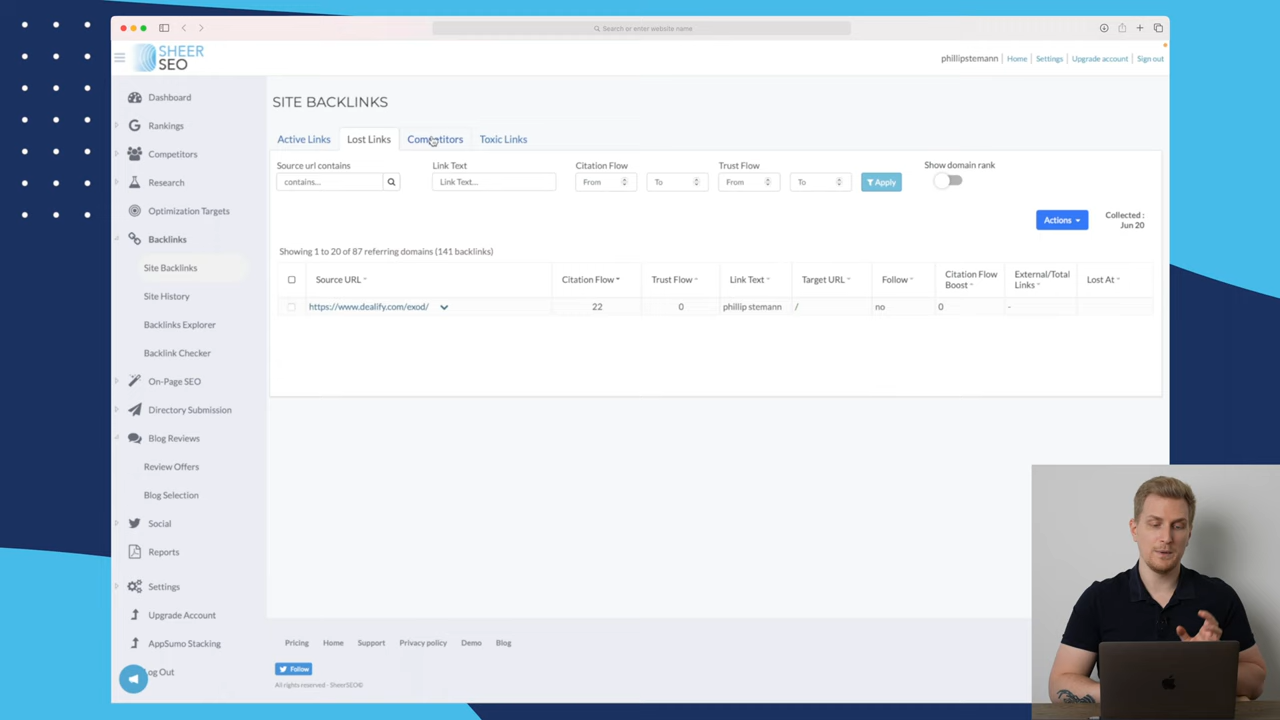 Search or enter website name
SHEER
SEO
phillipstemann
Home
Settings
Upgrade account
Sign out
Dashboard
Rankings
Competitors
Research
Optimization Targets
Backlinks
Site Backlinks
Site History
Backlinks Explorer
Backlink Checker
On-Page SEO
Directory Submission
Blog Reviews
Review Offers
Blog Selection
Social
Reports
Settings
Upgrade Account
AppSumo Stacking
og Out
SITE BACKLINKS
Active Links
Lost Links
Competitors
Toxic Links
Source url contains
contains...
Link Text
Link Text...
Citation Flow
From
To
Trust Flow
From
To
Apply
Show domain rank
Actions
Collected :
Jun 20
Showing 1 to 20 of 87 referring domains (141 backlinks)
Source URL
Citation Flow
Trust Flow
Link Text
Target URL
Follow
Citation Flow
Boost
External/Total
Links
Lost At
https://www.dealify.com/exod/
22
0
phillip stemann
/
no
0
-
Pricing
Home
Support
Privacy policy
Demo
Blog
Follow
All rights reserved - SheerSEO©